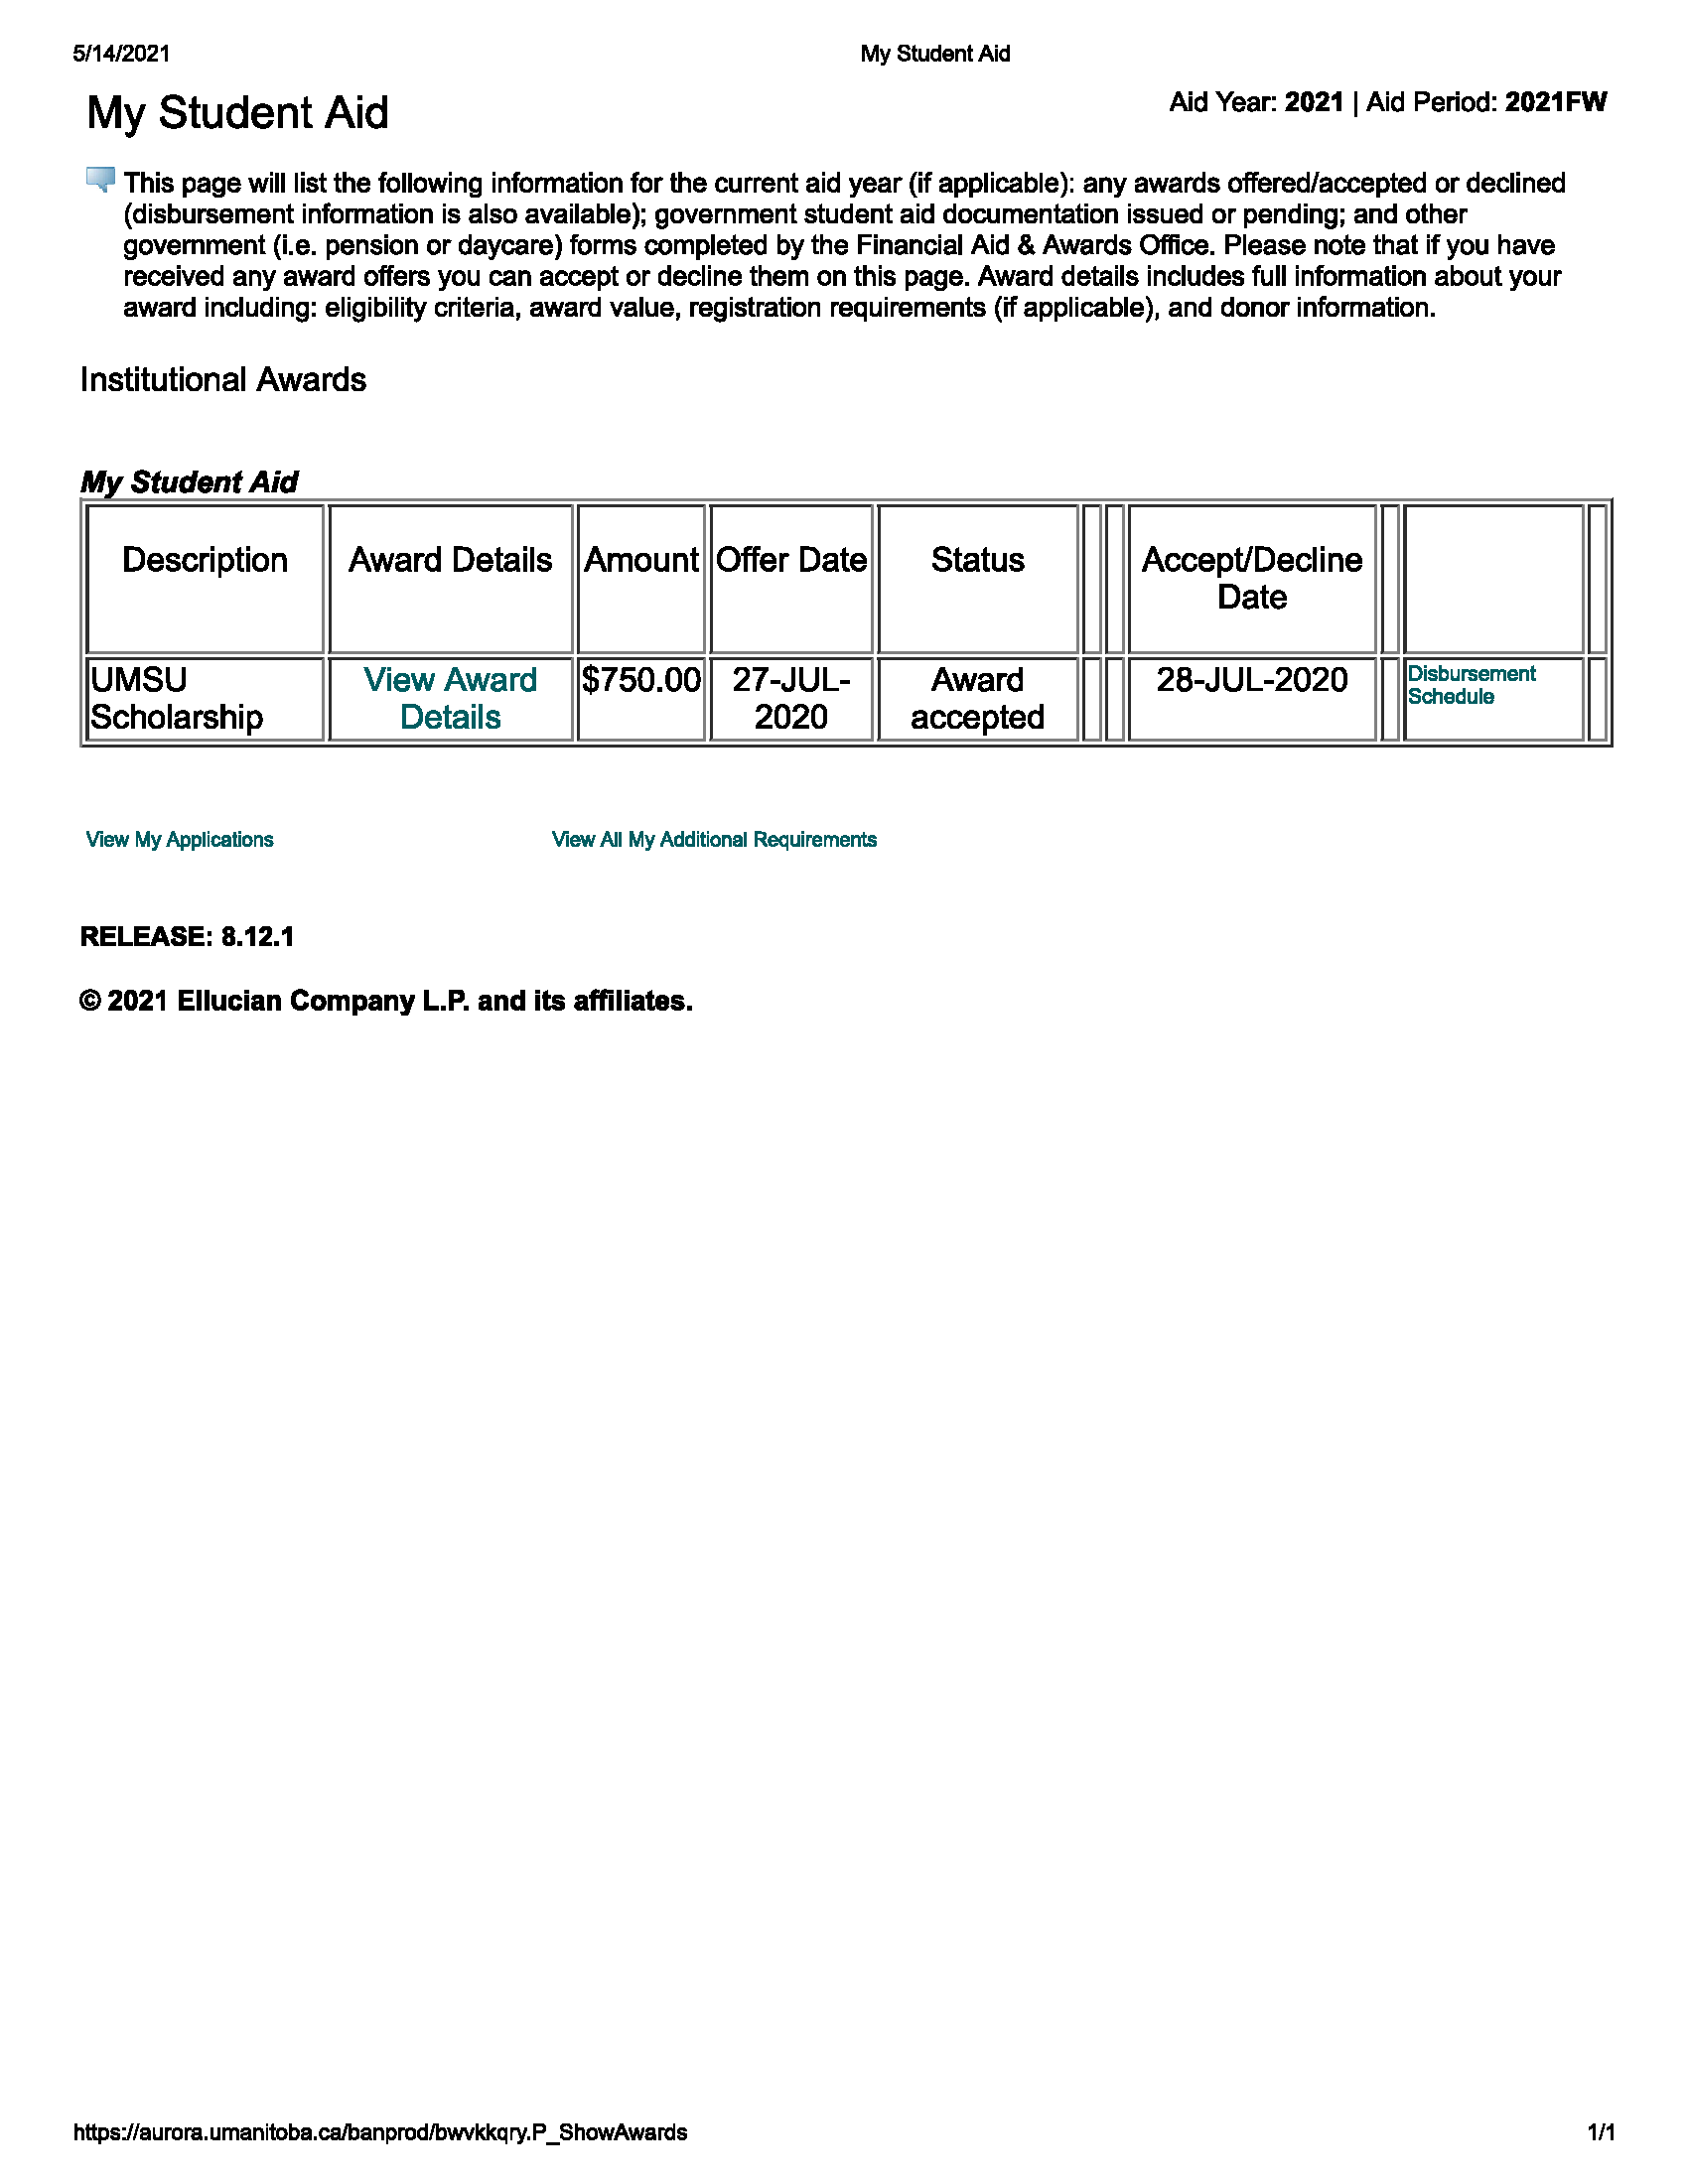 5/14/2021 My Student Aid
My Student Aid
Aid Year: 2021 | Aid Period: 2021FW
This page will list the following information for the current aid year (if applicable): any awards offered/accepted or declined
(disbursement information is also available); government student aid documentation issued or pending; and other
government (i.e. pension or daycare) forms completed by the Financial Aid & Awards Office. Please note that if you have
received any award offers you can accept or decline them on this page. Award details includes full information about your
award including: eligibility criteria, award value, registration requirements (if applicable), and donor information.
Institutional Awards
My Student Aid
Description Award Details Amount Offer Date Status Accept/Decline
Date
UMSU View Award $750.00 27-JUL- Award 28-JUL-2020 Disbursement
Scholarship Details 2020 accepted Schedule
View My Applications View All My Additional Requirements
RELEASE: 8.12.1
© 2021 Ellucian Company L.P. and its affiliates.
https://aurora.umanitoba.ca/banprod/bwvkkqry.P_ShowAwards 1/1